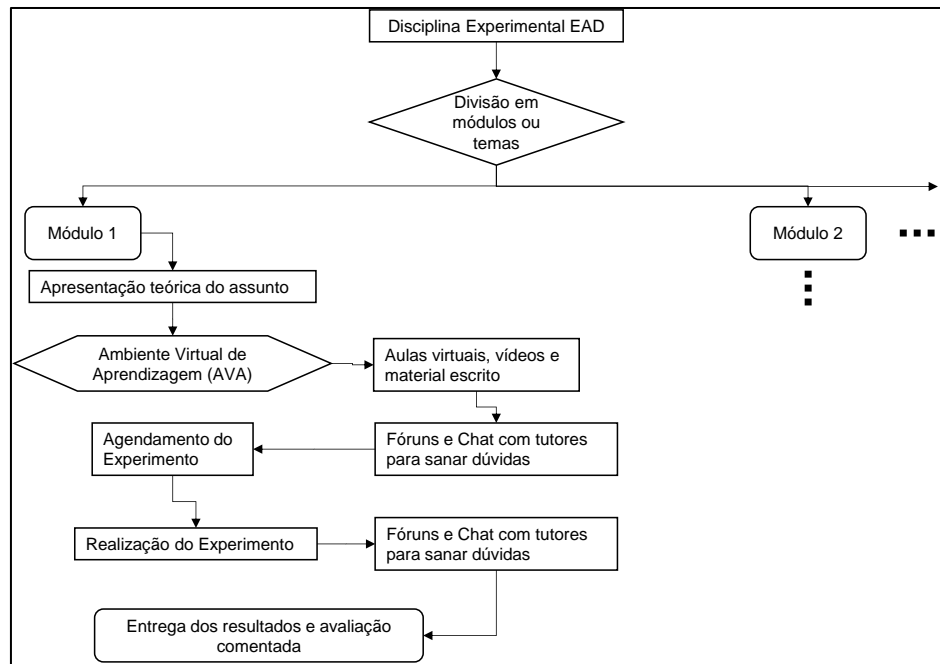 Disciplina Experimental EAD
Divisão em
módulos ou
temas
Módulo 1
Módulo 2
Apresentação teórica do assunto
Ambiente Virtual de
Aprendizagem (AVA)
Aulas virtuais, vídeos e
material escrito
Fóruns e Chat com tutores
para sanar dúvidas
Agendamento do
Experimento
Realização do Experimento
Fóruns e Chat com tutores
para sanar dúvidas
Entrega dos resultados e avaliação
comentada